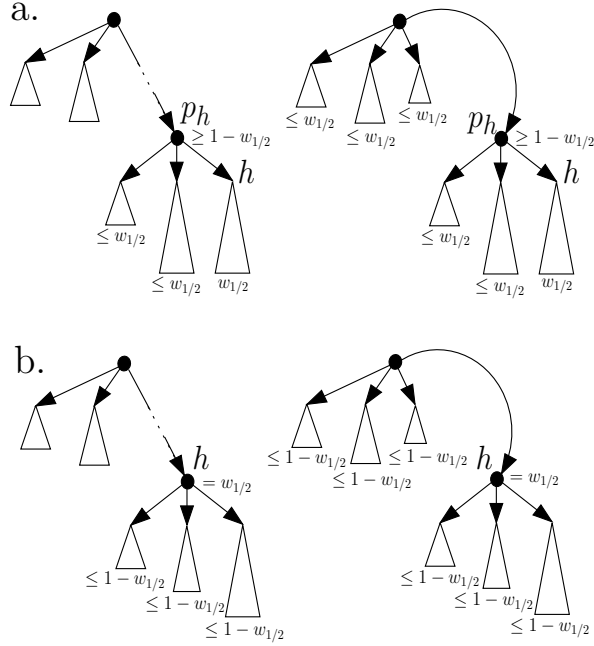 a.
p_h
≥ 1 − w_{1/2}
h
≤ w_{1/2}
≤ w_{1/2}
w_{1/2}
≤ w_{1/2}
≤ w_{1/2}
≤ w_{1/2}
p_h
≥ 1 − w_{1/2}
h
≤ w_{1/2}
≤ w_{1/2}
w_{1/2}
b.
h
= w_{1/2}
≤ 1 − w_{1/2}
≤ 1 − w_{1/2}
≤ 1 − w_{1/2}
≤ 1 − w_{1/2}
≤ 1 − w_{1/2}
≤ 1 − w_{1/2}
h
= w_{1/2}
≤ 1 − w_{1/2}
≤ 1 − w_{1/2}
≤ 1 − w_{1/2}